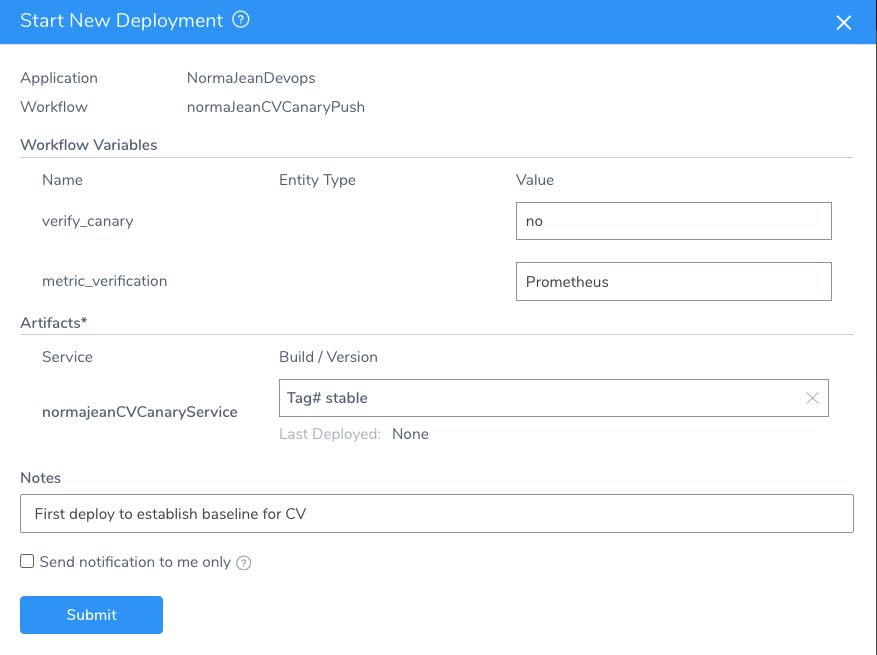 Start New Deployment ?
Application NormaJeanDevops
Workflow normaJeanCVCanaryPush
Workflow Variables
Name Entity Type Value
verify_canary no
metric_verification Prometheus
Artifacts*
Service Build / Version
Tag# stable
normajeanCVCanaryService
Last Deployed: None
Notes
First deploy to establish baseline for CV
Send notification to me only ?
Submit